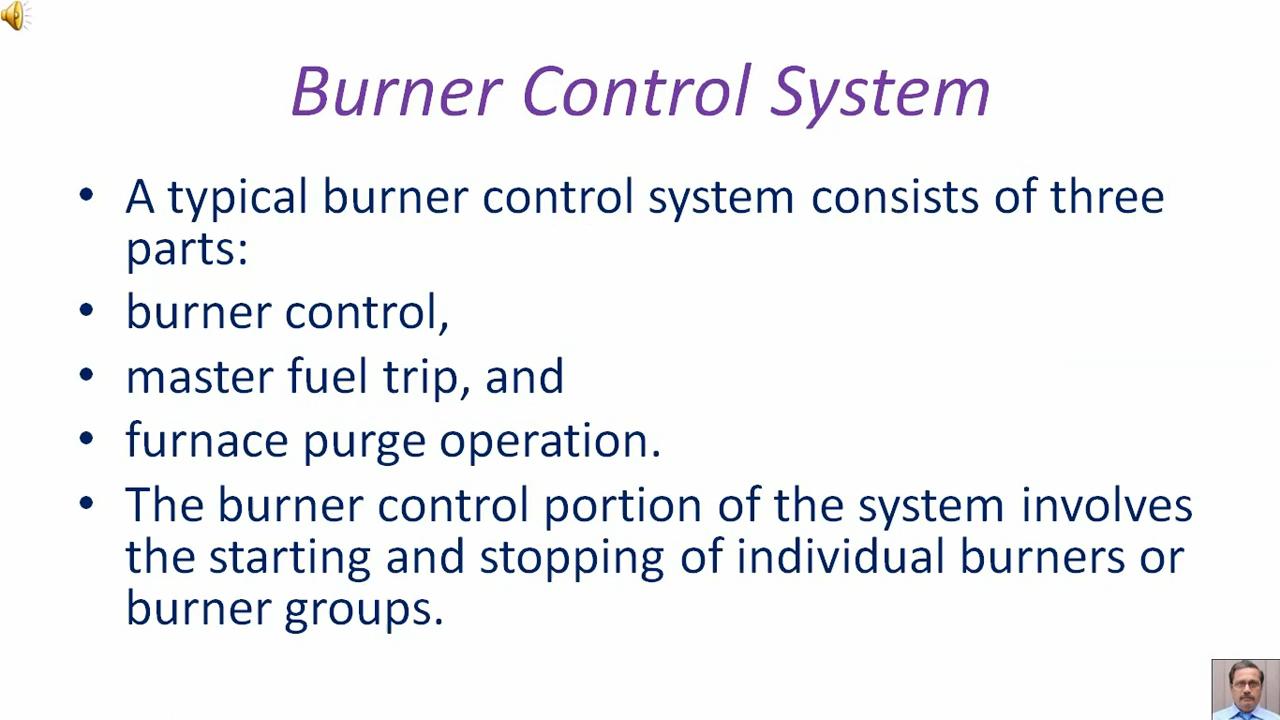 Burner Control System
• A typical burner control system consists of three
parts:
• burner control,
• master fuel trip, and
• furnace purge operation.
• The burner control portion of the system involves
the starting and stopping of individual burners or
burner groups.